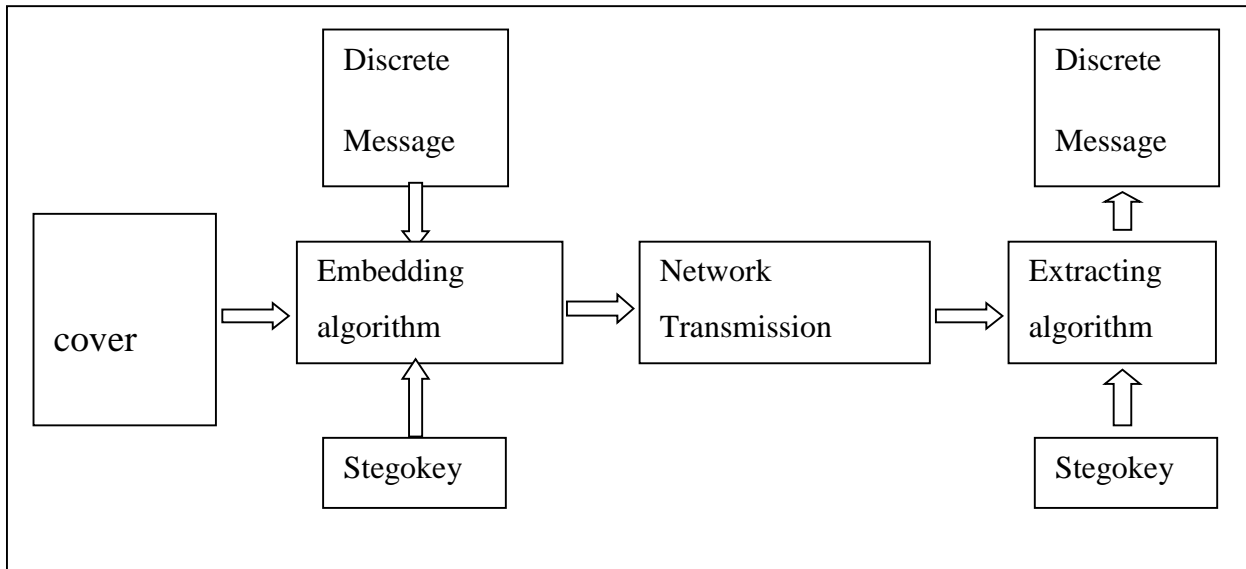 Discrete
Message
Discrete
Message
cover
Embedding
algorithm
Network
Transmission
Extracting
algorithm
Stegokey
Stegokey